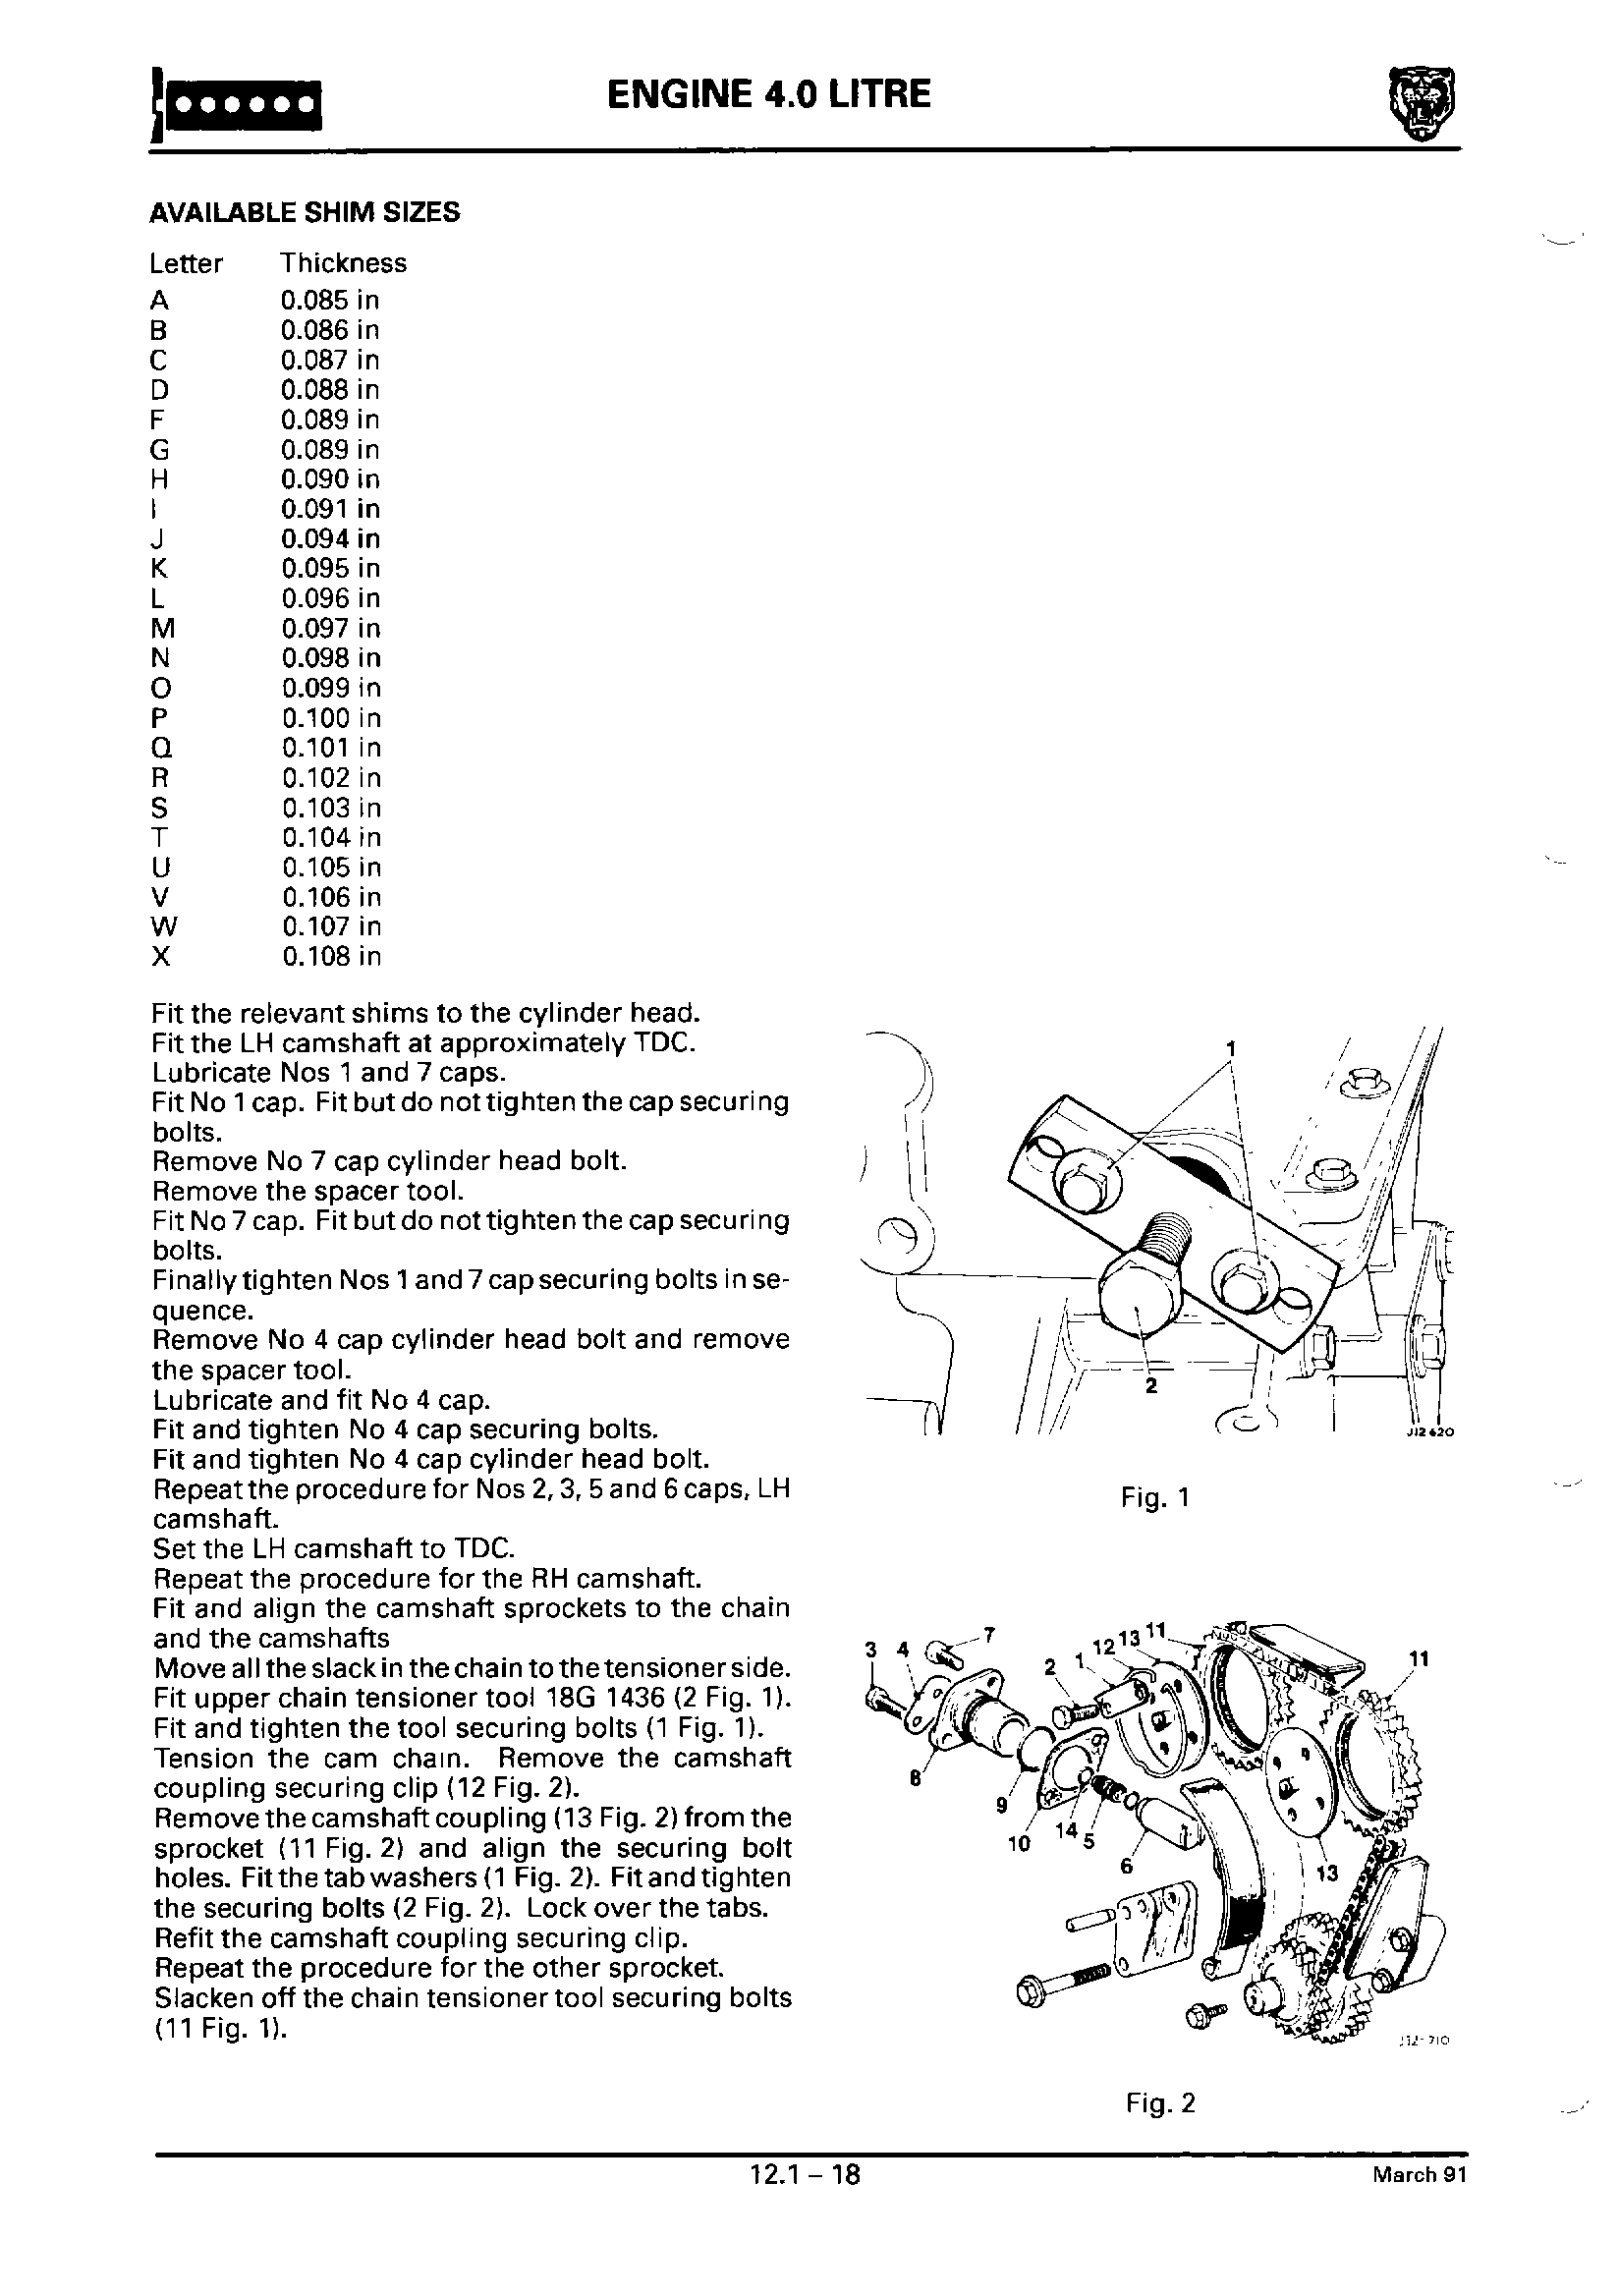 ENGINE 4.0 LITRE
AVAILABLE SHIM SIZES
Letter Thickness
A 0.085 in
B 0.086 in
C 0.087 in
D 0.088 in
F 0.089 in
G 0.089 in
H 0.090 in
I 0.091 in
J 0.094 in
K 0.095 in
L 0.096 in
M 0.097 in
N 0.098 in
O 0.099 in
P 0.100 in
Q 0.101 in
R 0.102 in
S 0.103 in
T 0.104 in
U 0.105 in
V 0.106 in
W 0.107 in
X 0.108 in
Fit the relevant shims to the cylinder head.
Fit the LH camshaft at approximately TDC.
Lubricate Nos 1 and 7 caps.
Fit No 1 cap. Fit but do not tighten the cap securing
bolts.
Remove No 7 cap cylinder head bolt.
Remove the spacer tool.
Fit No 7 cap. Fit but do not tighten the cap securing
bolts.
Finally tighten Nos 1 and 7 cap securing bolts in se-
quence.
Remove No 4 cap cylinder head bolt and remove
the spacer tool.
Lubricate and fit No 4 cap.
Fit and tighten No 4 cap securing bolts.
Fit and tighten No 4 cap cylinder head bolt.
Repeat the procedure for Nos 2, 3, 5 and 6 caps, LH
camshaft.
Set the LH camshaft to TDC.
Repeat the procedure for the RH camshaft.
Fit and align the camshaft sprockets to the chain
and the camshafts
Move all the slack in the chain to the tensioner side.
Fit upper chain tensioner tool 18G 1436 (2 Fig. 1).
Fit and tighten the tool securing bolts (1 Fig. 1).
Tension the cam chain. Remove the camshaft
coupling securing clip (12 Fig. 2).
Remove the camshaft coupling (13 Fig. 2) from the
sprocket (11 Fig. 2) and align the securing bolt
holes. Fit the tab washers (1 Fig. 2). Fit and tighten
the securing bolts (2 Fig. 2). Lock over the tabs.
Refit the camshaft coupling securing clip.
Repeat the procedure for the other sprocket.
Slacken off the chain tensioner tool securing bolts
(11 Fig. 1).
1
2
J12 620
Fig. 1
3 4 7 2 1 12 13 11 11
8 9 10 14 5 6 13
J12-710
Fig. 2
12.1 – 18
March 91